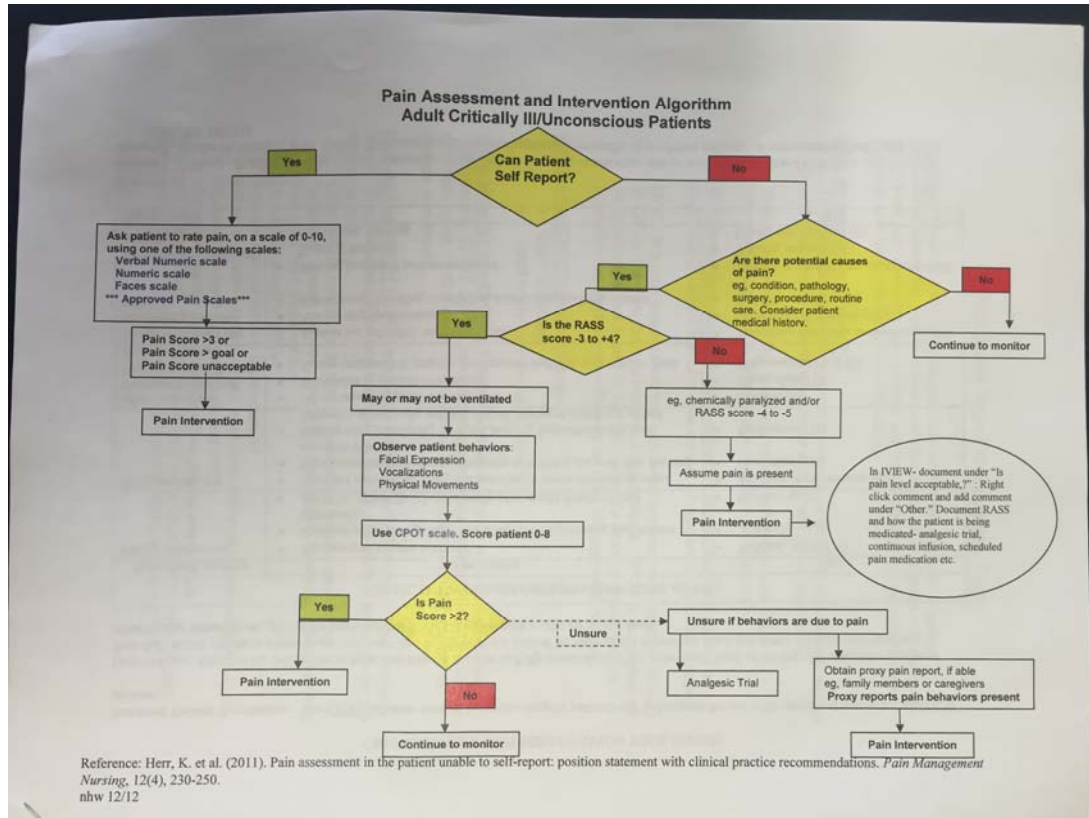 Pain Assessment and Intervention Algorithm
Adult Critically Ill/Unconscious Patients
Can Patient
Self Report?
Yes
No
Ask patient to rate pain, on a scale of 0-10,
using one of the following scales:
Verbal Numeric scale
Numeric scale
Faces scale
*** Approved Pain Scales***
Pain Score >3 or
Pain Score > goal or
Pain Score unacceptable
Pain Intervention
Are there potential causes
of pain?
eg, condition, pathology,
surgery, procedure, routine
care. Consider patient
medical history.
Yes
No
Continue to monitor
Is the RASS
score -3 to +4?
Yes
No
May or may not be ventilated
Observe patient behaviors:
Facial Expression
Vocalizations
Physical Movements
Use CPOT scale. Score patient 0-8
eg, chemically paralyzed and/or
RASS score -4 to -5
Assume pain is present
Pain Intervention
In IVIEW- document under “Is
pain level acceptable,?” : Right
click comment and add comment
under “Other.” Document RASS
and how the patient is being
medicated- analgesic trial,
continuous infusion, scheduled
pain medication etc.
Is Pain
Score >2?
Yes
Pain Intervention
No
Continue to monitor
Unsure
Unsure if behaviors are due to pain
Analgesic Trial
Obtain proxy pain report, if able
eg, family members or caregivers
Proxy reports pain behaviors present
Pain Intervention
Reference: Herr, K. et al. (2011). Pain assessment in the patient unable to self-report: position statement with clinical practice recommendations. Pain Management
Nursing, 12(4), 230-250.
nhw 12/12